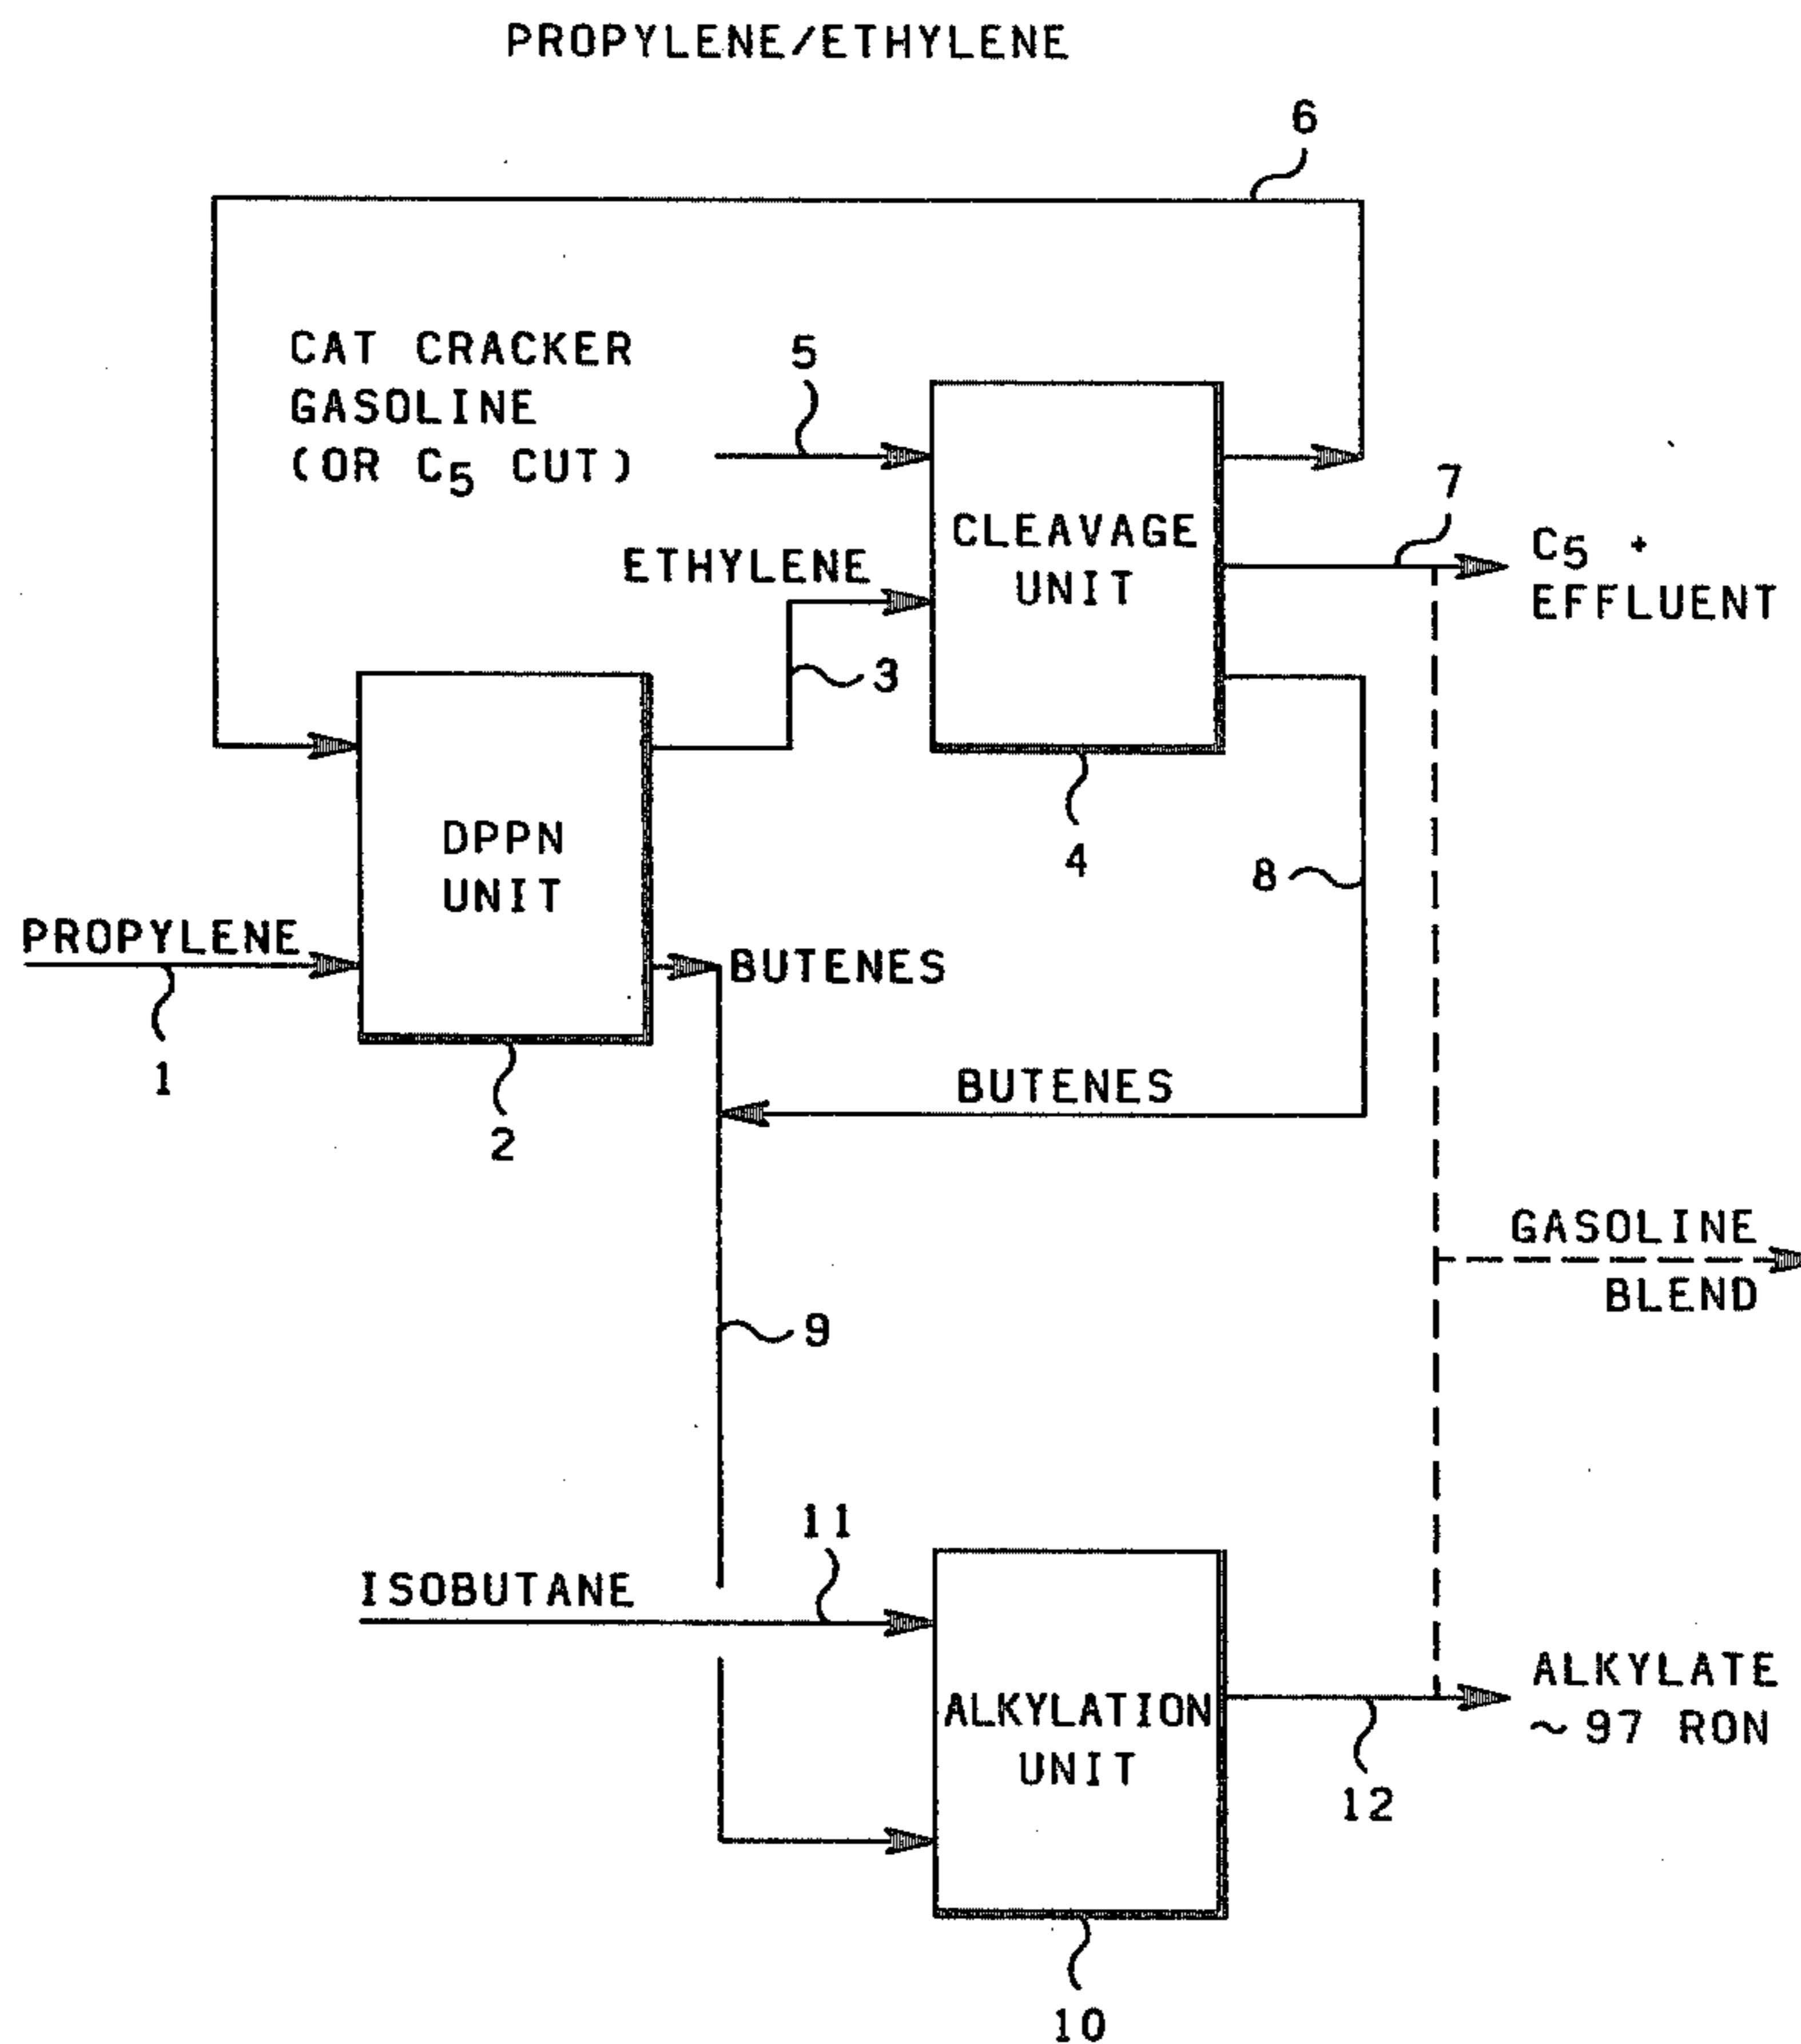 PROPYLENE/ETHYLENE
6
CAT CRACKER
GASOLINE
(OR C5 CUT)
5
7
CLEAVAGE
UNIT
C5 +
EFFLUENT
ETHYLENE
3
4
8
DPPN
UNIT
PROPYLENE
BUTENES
1
2
BUTENES
GASOLINE
BLEND
9
11
ISOBUTANE
ALKYLATION
UNIT
ALKYLATE
~97 RON
12
10